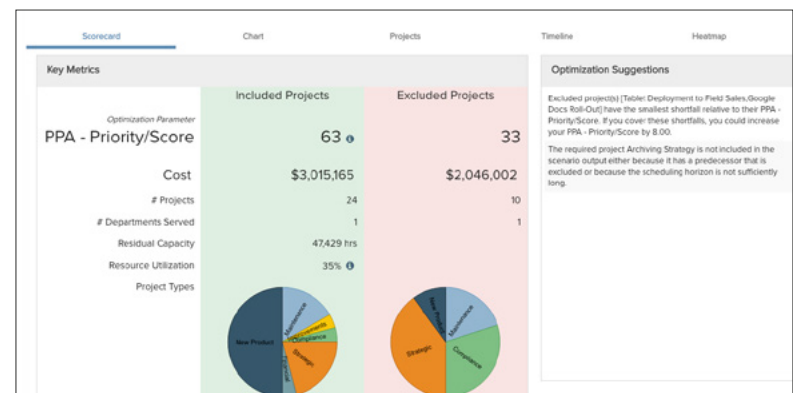 Scorecard
Chart
Projects
Timeline
Heatmap
Key Metrics
Included Projects
Excluded Projects
Optimization Parameter
PPA - Priority/Score
63
33
Cost
$3,015,165
$2,046,002
# Projects
24
10
# Departments Served
1
1
Residual Capacity
47,429 hrs
Resource Utilization
35%
Project Types
New Product
Maintenance
Improvements
Compliance
Strategic
Financial
New Product
Maintenance
Compliance
Strategic
Optimization Suggestions
Excluded project(s) [Tablet Deployment to Field Sales,Google
Docs Roll-Out] have the smallest shortfall relative to their PPA -
Priority/Score. If you cover these shortfalls, you could increase
your PPA - Priority/Score by 8.00.
The required project Archiving Strategy is not included in the
scenario output either because it has a predecessor that is
excluded or because the scheduling horizon is not sufficiently
long.